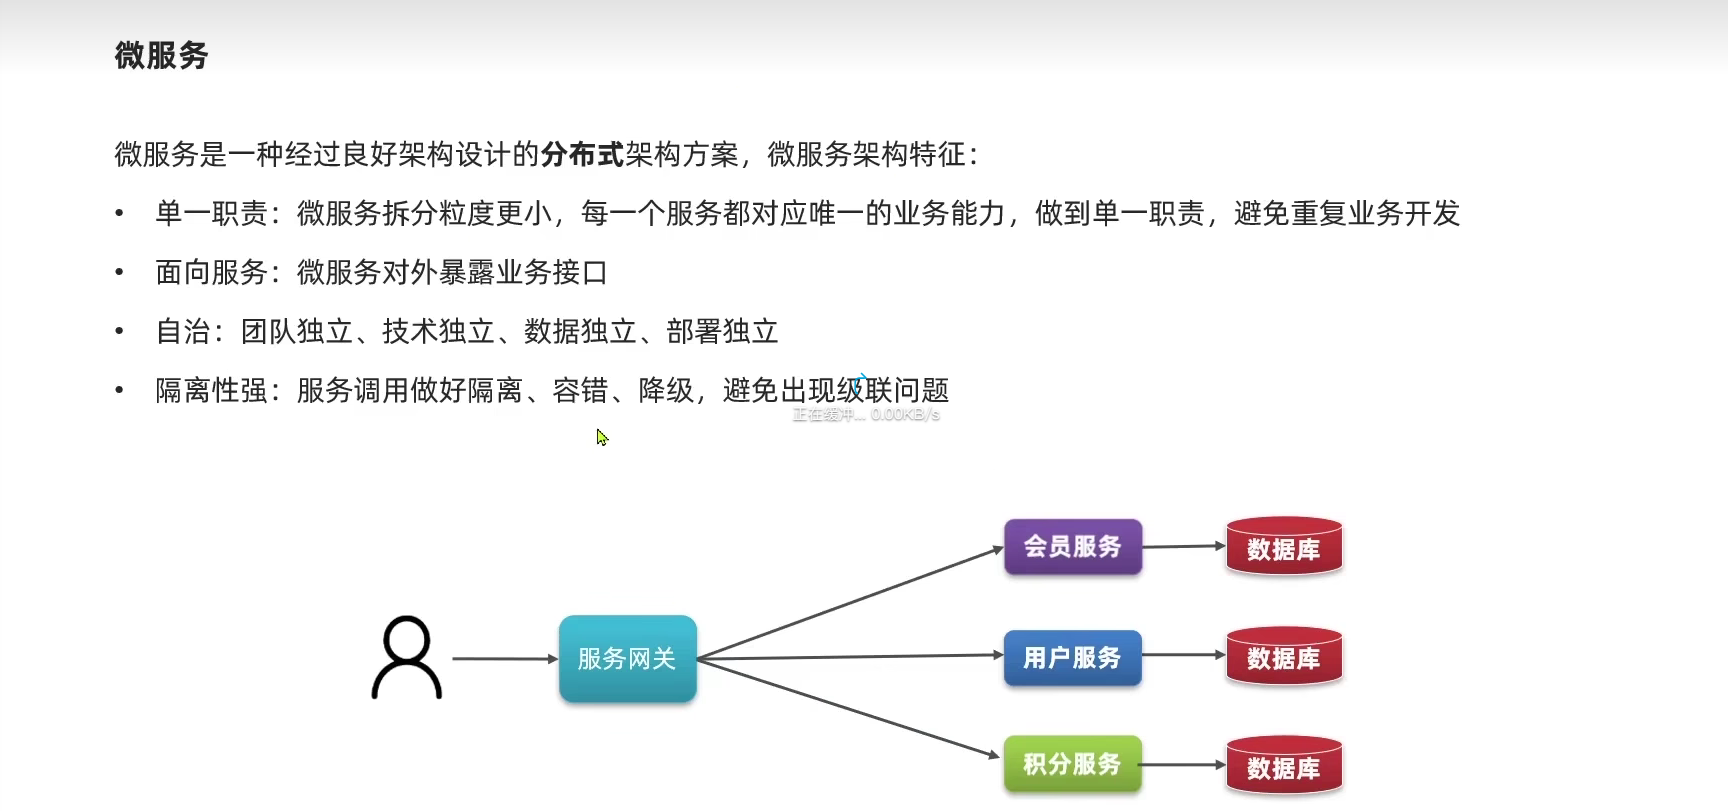 微服务
微服务是一种经过良好架构设计的分布式架构方案，微服务架构特征：
• 单一职责：微服务拆分粒度更小，每一个服务都对应唯一的业务能力，做到单一职责，避免重复业务开发
• 面向服务：微服务对外暴露业务接口
• 自治：团队独立、技术独立、数据独立、部署独立
• 隔离性强：服务调用做好隔离、容错、降级，避免出现级联问题
正在缓冲... 0.00KB/s
会员服务
数据库
服务网关
用户服务
数据库
积分服务
数据库